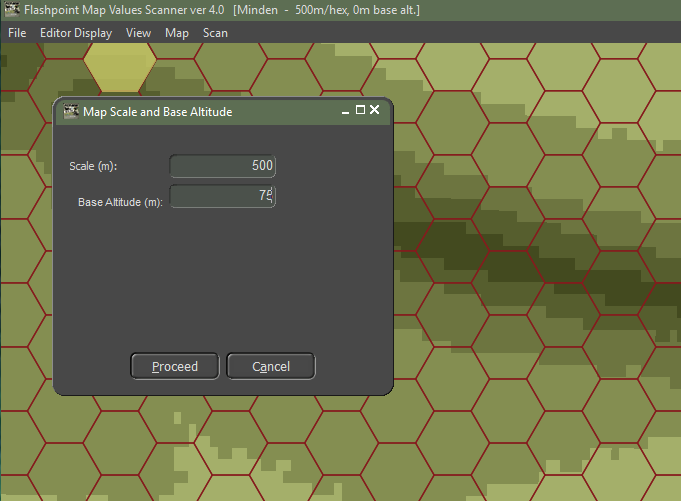 Flashpoint Map Values Scanner ver 4.0 [Minden - 500m/hex, 0m base alt.]
File Editor Display View Map Scan
Map Scale and Base Altitude
Scale (m): 500
Base Altitude (m): 75
Proceed Cancel